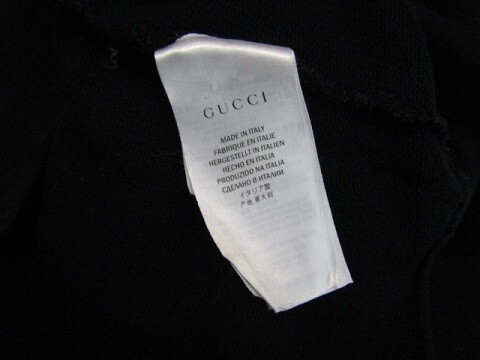 GUCCI
MADE IN ITALY
FABRIQUE EN ITALIE
HERGESTELLT IN ITALIEN
HECHO EN ITALIA
PRODUZIDO NA ITALIA
СДЕЛАНО В ИТАЛИИ
イタリア製
产地 意大利